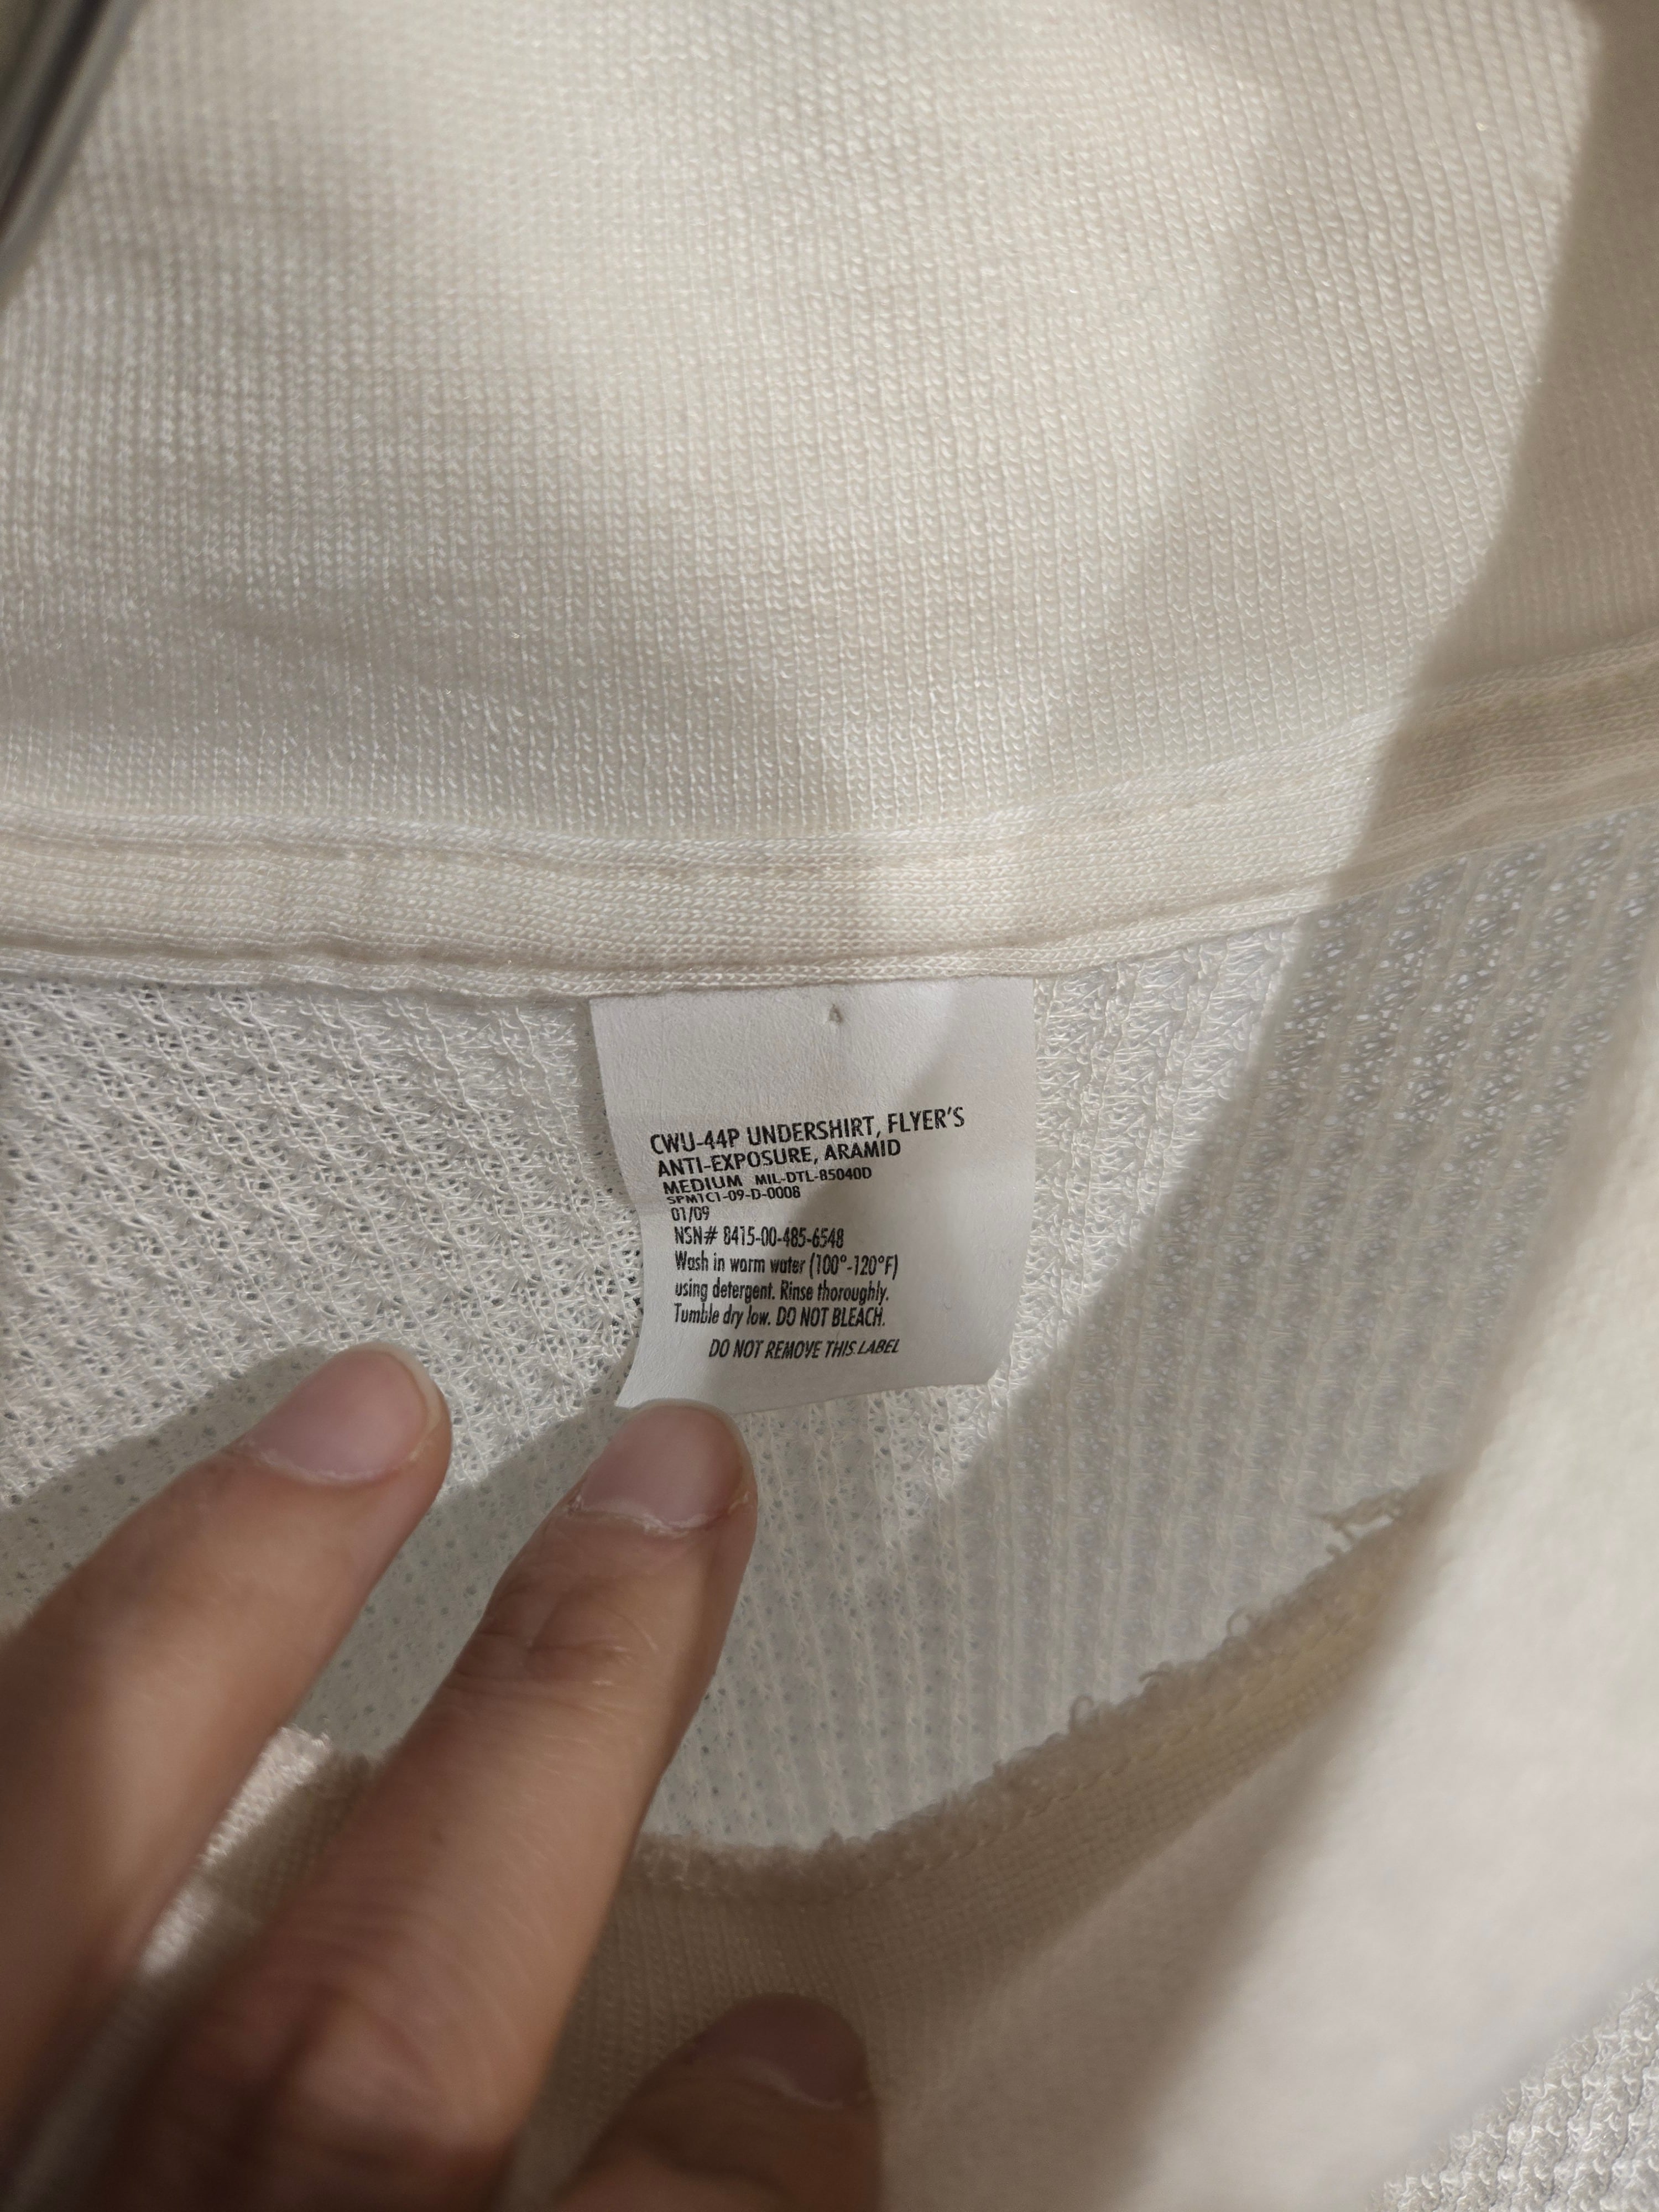 CWU-44P UNDERSHIRT, FLYER'S
ANTI-EXPOSURE, ARAMID
MEDIUM MIL-DTL-85040D
SPM1C1-09-D-0008
01/09
NSN# 8415-00-485-6548
Wash in warm water (100°-120°F)
using detergent. Rinse thoroughly.
Tumble dry low. DO NOT BLEACH.
DO NOT REMOVE THIS LABEL